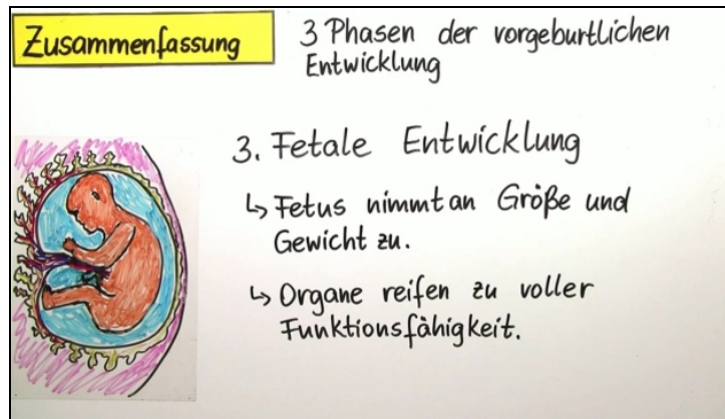 Zusammenfassung
3 Phasen der vorgeburtlichen
Entwicklung
3. Fetale Entwicklung
↳ Fetus nimmt an Größe und
Gewicht zu.
↳ Organe reifen zu voller
Funktionsfähigkeit.